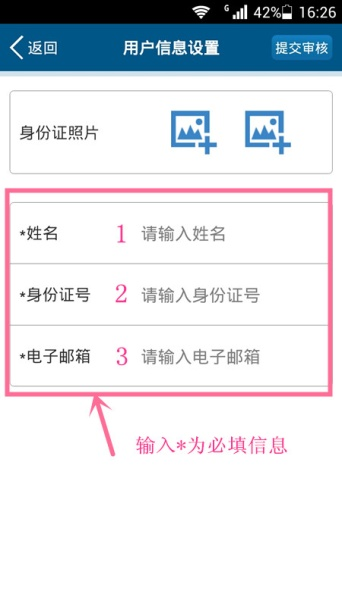 G 42% 16:26
返回 用户信息设置 提交审核
身份证照片
*姓名 1 请输入姓名
*身份证号 2 请输入身份证号
*电子邮箱 3 请输入电子邮箱
输入*为必填信息